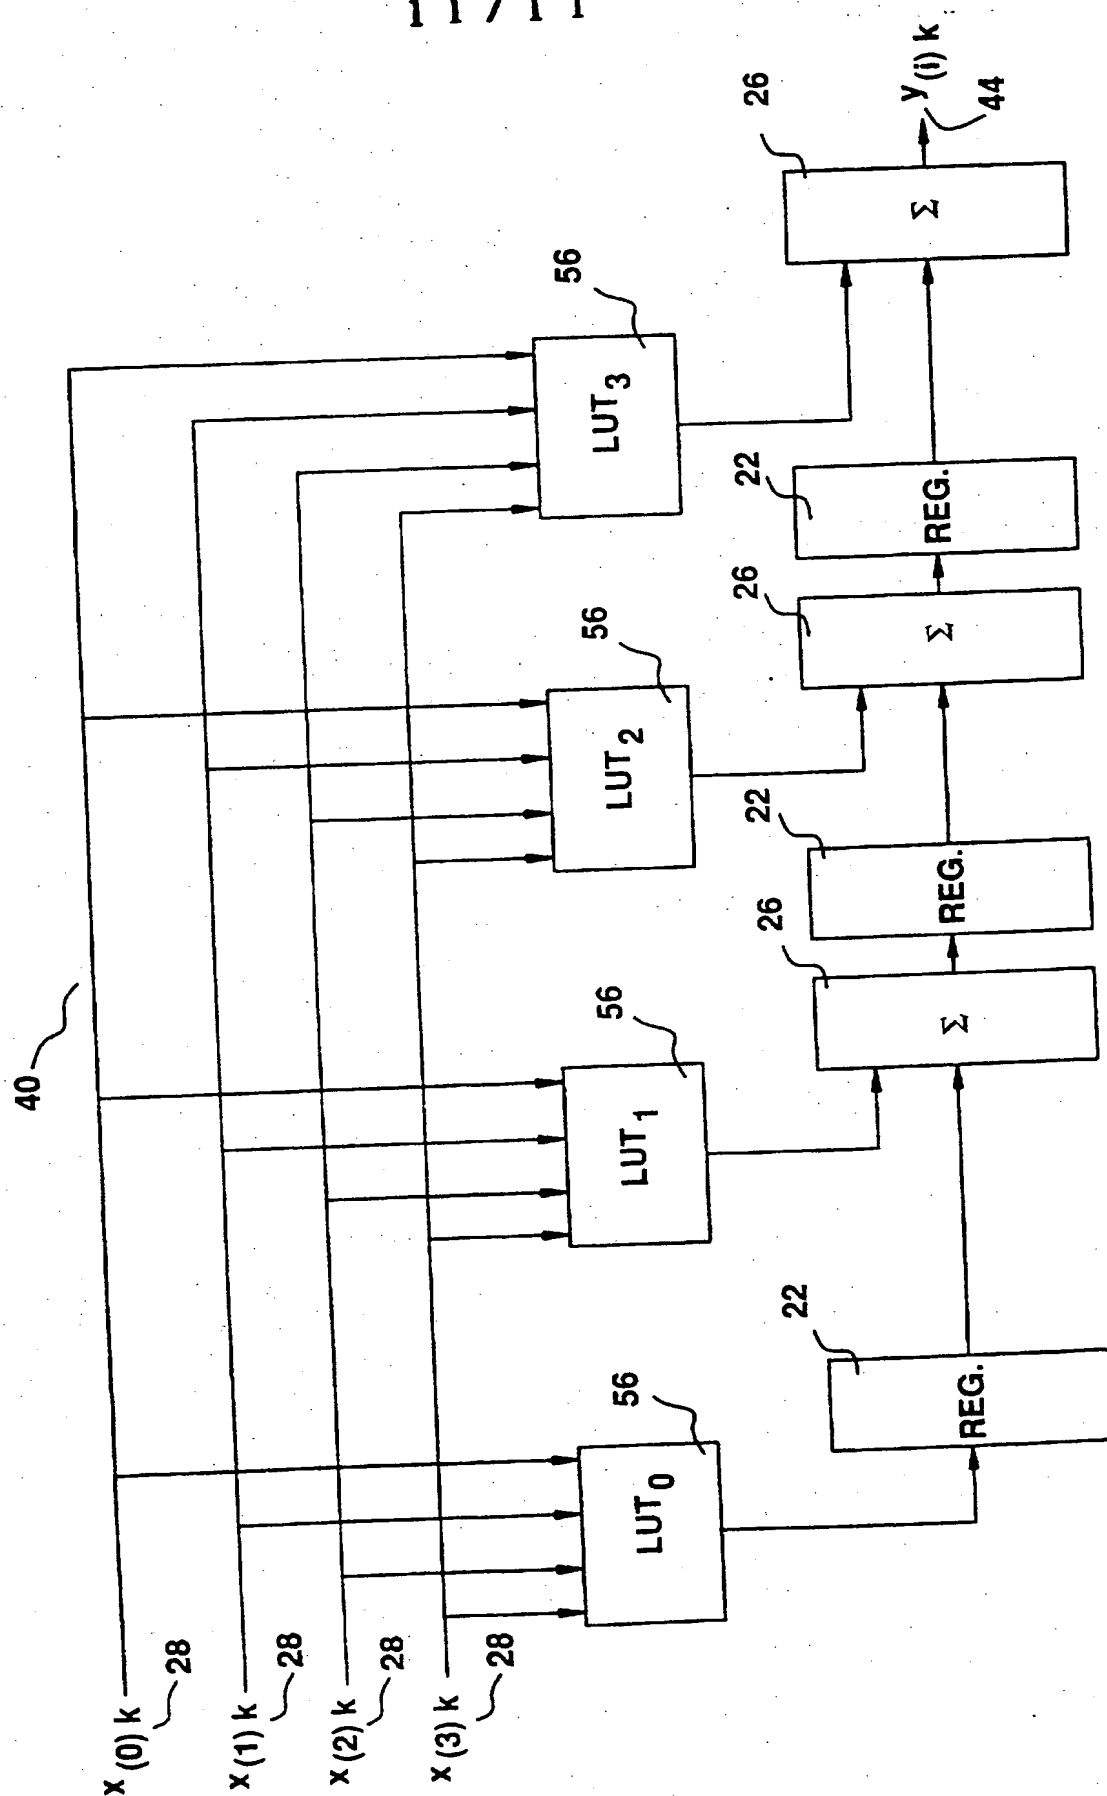 11/11
40
x(0) k
28
x(1) k
28
x(2) k
28
x(3) k
28
LUT0
56
LUT1
56
LUT2
56
LUT3
56
REG.
22
Σ
26
REG.
22
Σ
26
REG.
22
Σ
26
y(i) k
44